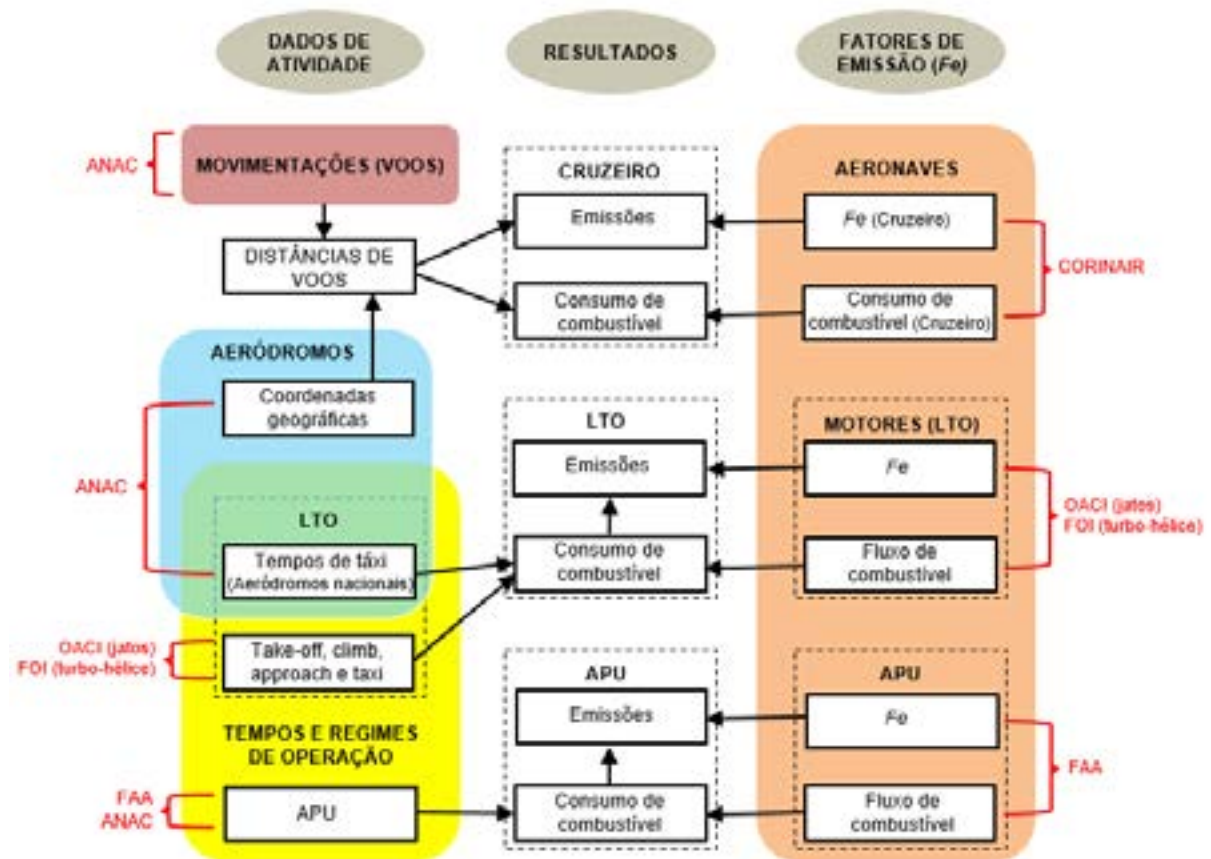 DADOS DE
ATIVIDADE
RESULTADOS
FATORES DE
EMISSÃO (Fe)
ANAC
MOVIMENTAÇÕES (VOOS)
DISTÂNCIAS DE
VOOS
CRUZEIRO
Emissões
Consumo de
combustível
AERONAVES
Fe (Cruzeiro)
Consumo de
combustível (Cruzeiro)
CORINAIR
AERÓDROMOS
Coordenadas
geográficas
ANAC
LTO
Tempos de táxi
(Aeródromos nacionais)
OACI (jatos)
FOI (turbo-hélice)
Take-off, climb,
approach e taxi
LTO
Emissões
Consumo de
combustível
MOTORES (LTO)
Fe
Fluxo de
combustível
OACI (jatos)
FOI (turbo-hélice)
TEMPOS E REGIMES
DE OPERAÇÃO
FAA
ANAC
APU
APU
Emissões
Consumo de
combustível
APU
Fe
Fluxo de
combustível
FAA